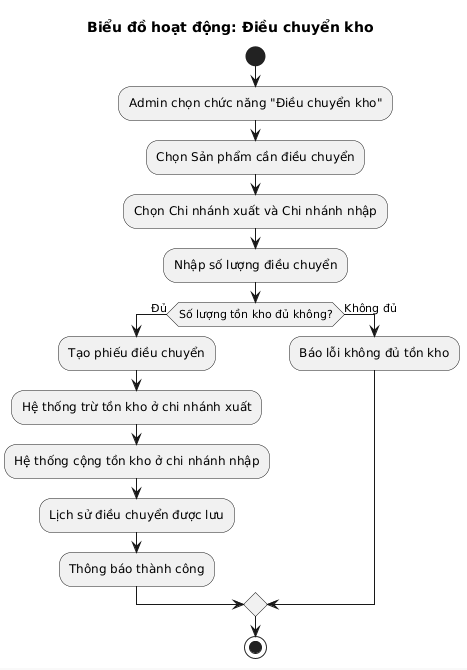 Biểu đồ hoạt động: Điều chuyển kho
Admin chọn chức năng "Điều chuyển kho"
Chọn Sản phẩm cần điều chuyển
Chọn Chi nhánh xuất và Chi nhánh nhập
Nhập số lượng điều chuyển
Đủ
Số lượng tồn kho đủ không?
Không đủ
Tạo phiếu điều chuyển
Báo lỗi không đủ tồn kho
Hệ thống trừ tồn kho ở chi nhánh xuất
Hệ thống cộng tồn kho ở chi nhánh nhập
Lịch sử điều chuyển được lưu
Thông báo thành công